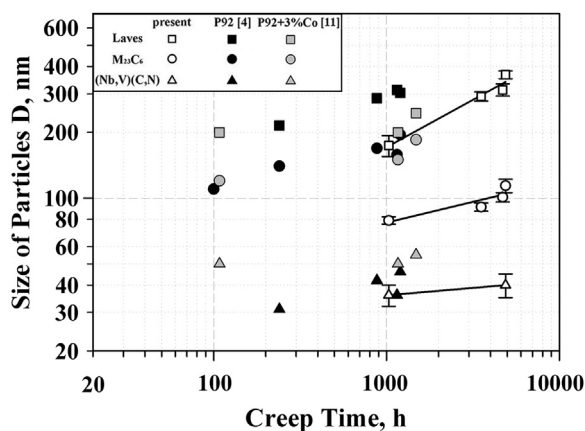 present P92 [4] P92+3%Co [11]
Laves
M₂₃C₆
(Nb,V)(C,N)
Size of Particles D, nm
600
400
300
200
100
80
60
40
30
20
20 100 1000 10000
Creep Time, h